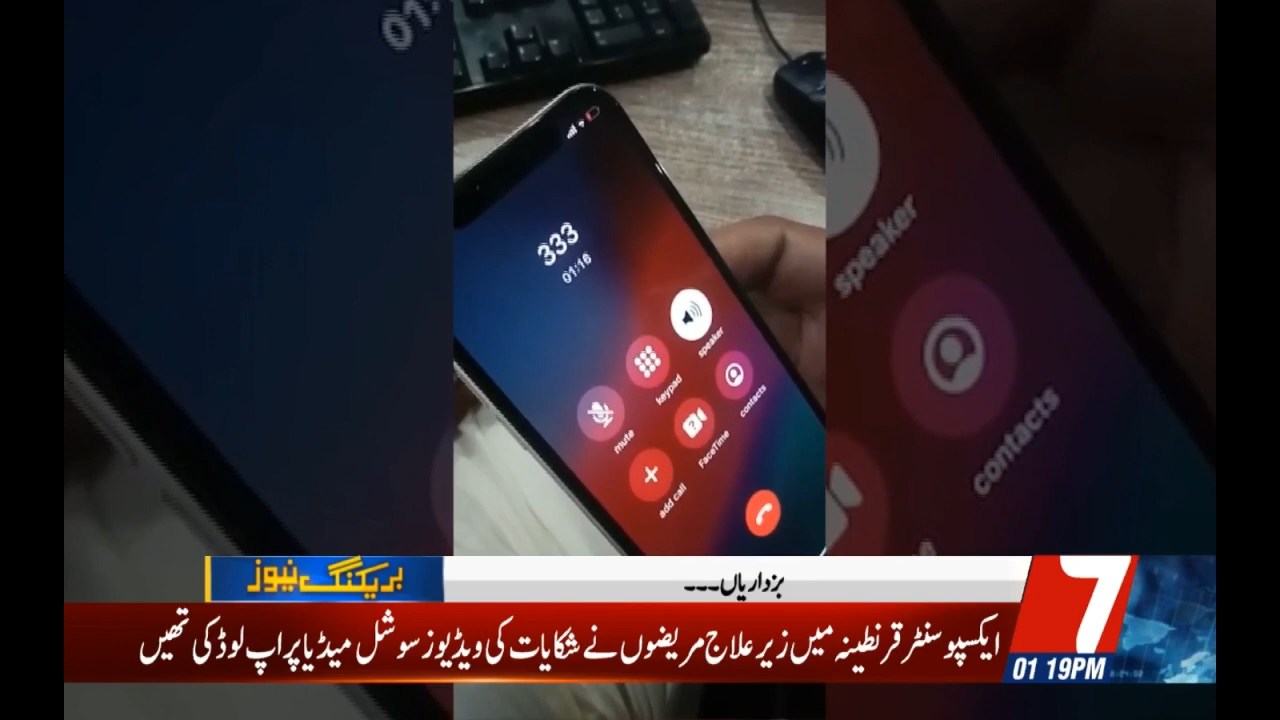 01:
333
01:16
speaker
keypad
mute
contacts
FaceTime
add call
speaker
contacts
بریکنگ نیوز
بزداریاں۔۔۔
7
ایکسپو سنٹر قرنطینہ میں زیر علاج مریضوں نے شکایات کی ویڈیوز سوشل میڈیا پر اپ لوڈ کی تھیں
01 19PM